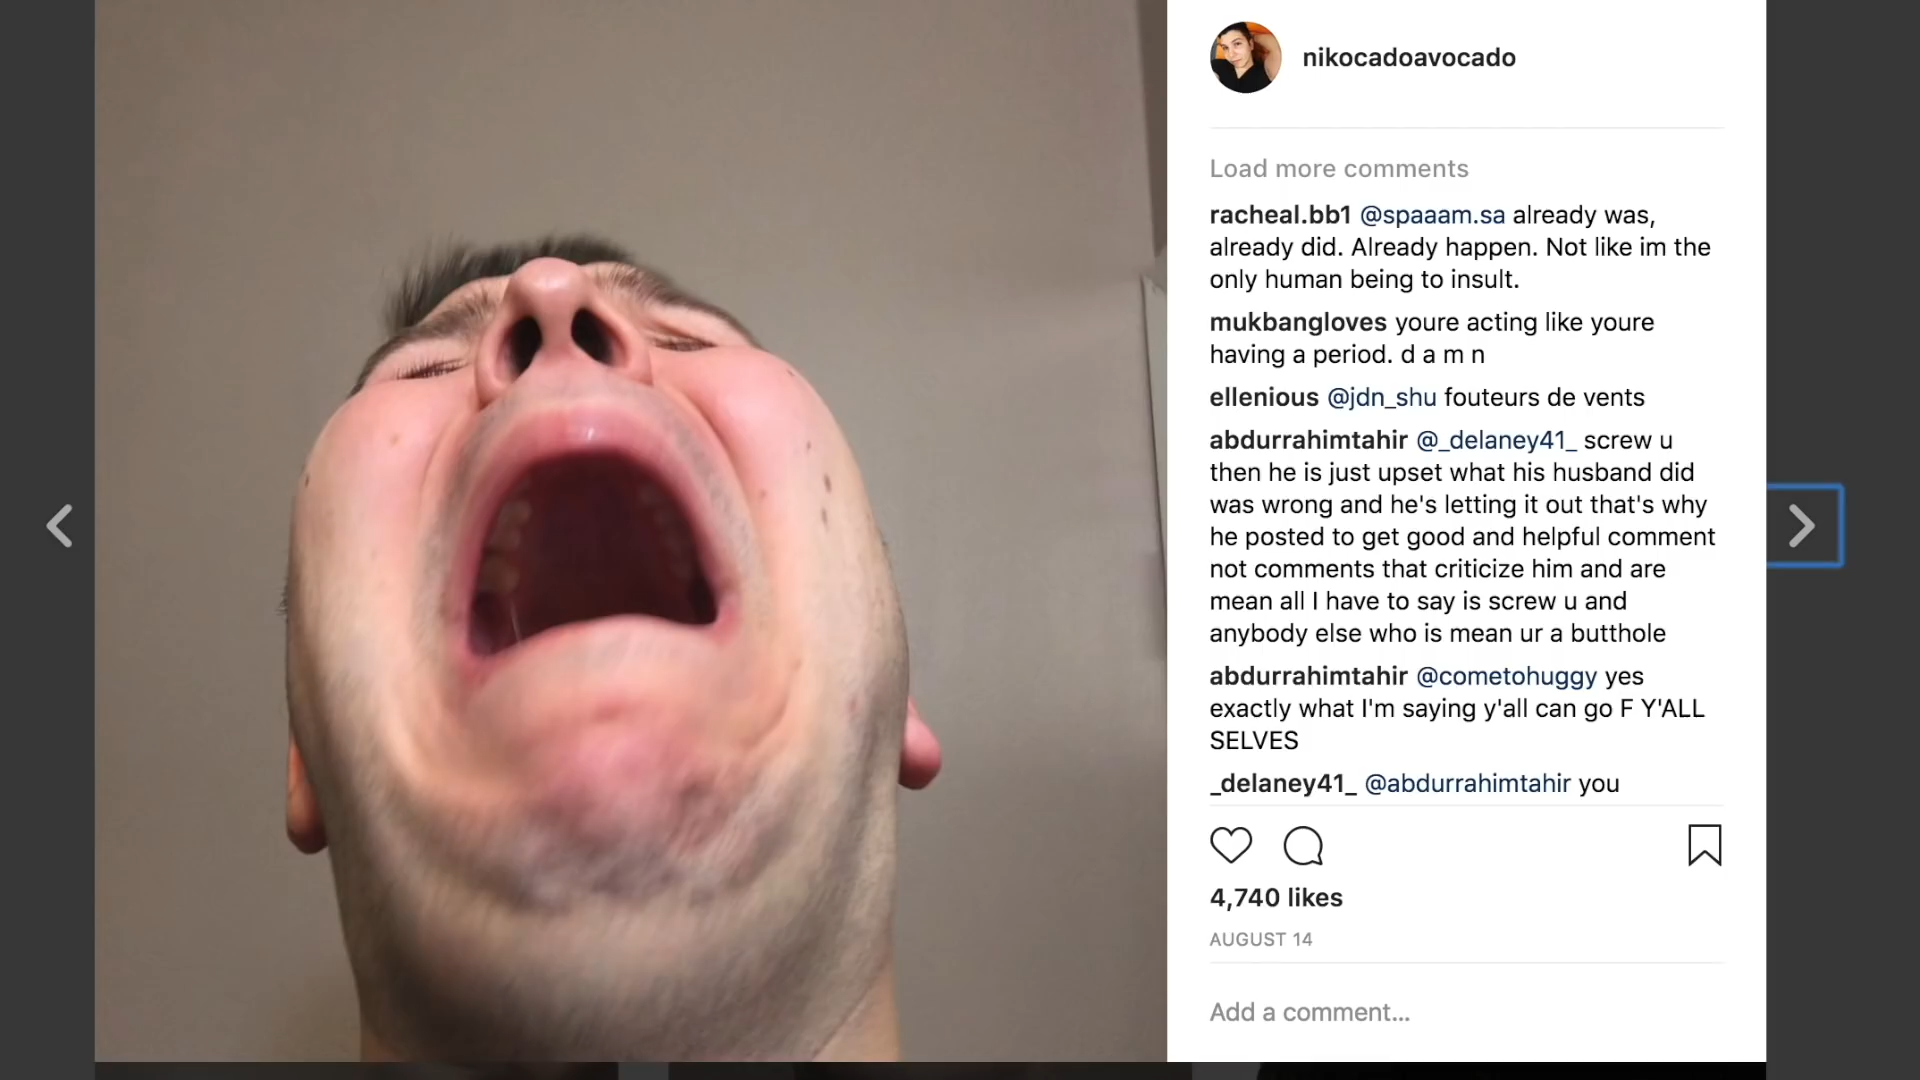 nikocadoavocado
Load more comments
racheal.bb1 @spaaam.sa already was,
already did. Already happen. Not like im the
only human being to insult.
mukbangloves youre acting like youre
having a period. d a m n
ellenious @jdn_shu fouteurs de vents
abdurrahimtahir @_delaney41_ screw u
then he is just upset what his husband did
was wrong and he's letting it out that's why
he posted to get good and helpful comment
not comments that criticize him and are
mean all I have to say is screw u and
anybody else who is mean ur a butthole
abdurrahimtahir @cometohuggy yes
exactly what I'm saying y'all can go F Y'ALL
SELVES
_delaney41_ @abdurrahimtahir you
4,740 likes
AUGUST 14
Add a comment...